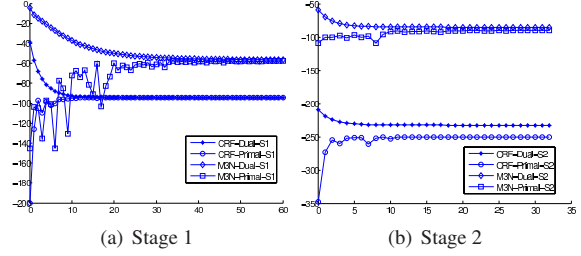 0
-20
-40
-60
-80
-100
-120
-140
-160
-180
-200
0 10 20 30 40 50 60
CRF-Dual-S1
CRF-Primal-S1
M3N-Dual-S1
M3N-Primal-S1
(a) Stage 1
-50
-100
-150
-200
-250
-300
-350
0 5 10 15 20 25 30 35
CRF-Dual-S2
CRF-Primal-S2
M3N-Dual-S2
M3N-Primal-S2
(b) Stage 2